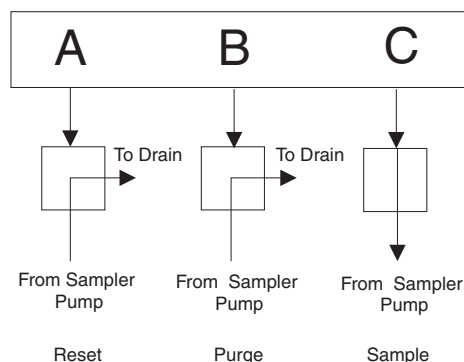 A B C
To Drain To Drain
From Sampler From Sampler From Sampler
Pump Pump Pump
Reset Purge Sample